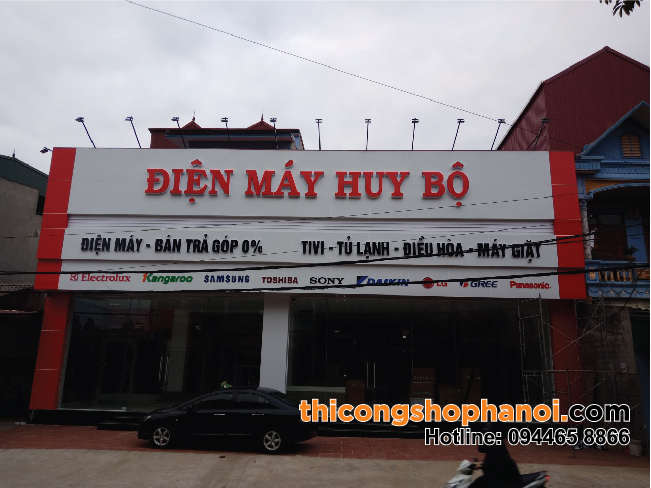 ĐIỆN MÁY HUY BỘ
ĐIỆN MÁY - BÁN TRẢ GÓP 0% TIVI - TỦ LẠNH - ĐIỀU HÒA - MÁY GIẶT
Electrolux Kangaroo SAMSUNG TOSHIBA SONY DAIKIN LG GREE Panasonic
thicongshophanoi.com
Hotline: 094465 8866